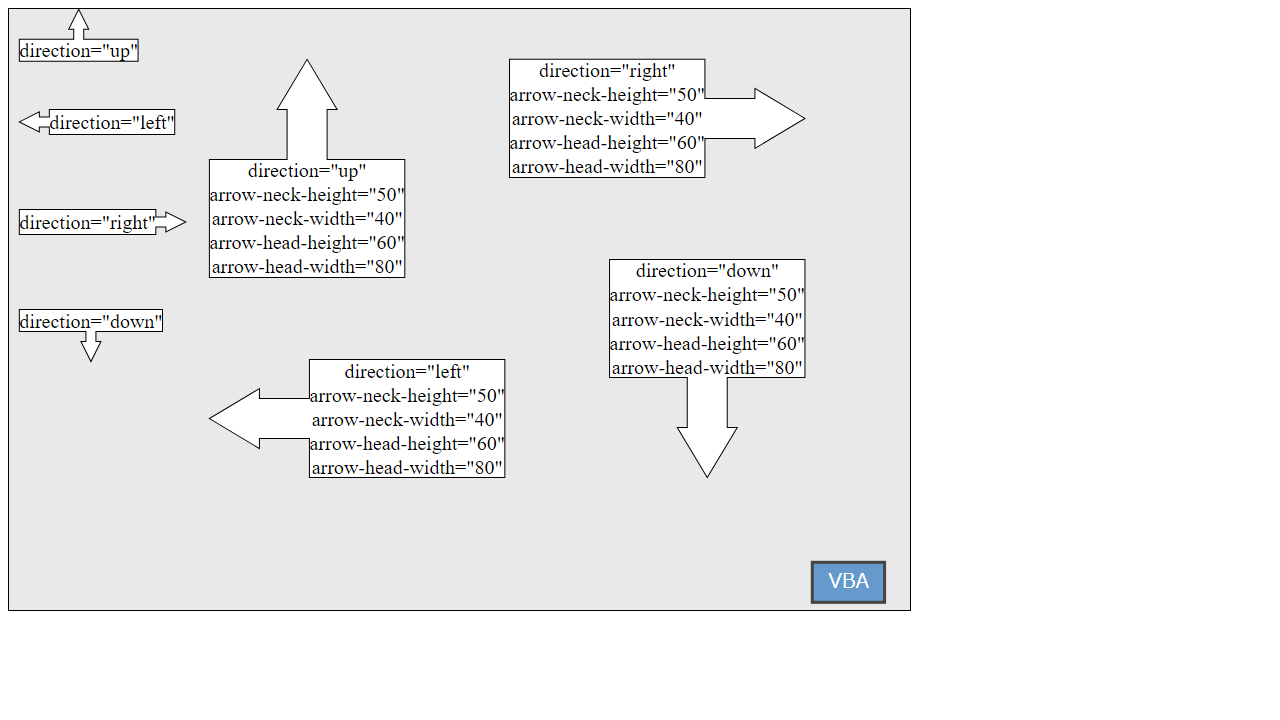 direction="up"
direction="left"
direction="right"
direction="down"
direction="up"
arrow-neck-height="50"
arrow-neck-width="40"
arrow-head-height="60"
arrow-head-width="80"
direction="left"
arrow-neck-height="50"
arrow-neck-width="40"
arrow-head-height="60"
arrow-head-width="80"
direction="right"
arrow-neck-height="50"
arrow-neck-width="40"
arrow-head-height="60"
arrow-head-width="80"
direction="down"
arrow-neck-height="50"
arrow-neck-width="40"
arrow-head-height="60"
arrow-head-width="80"
VBA